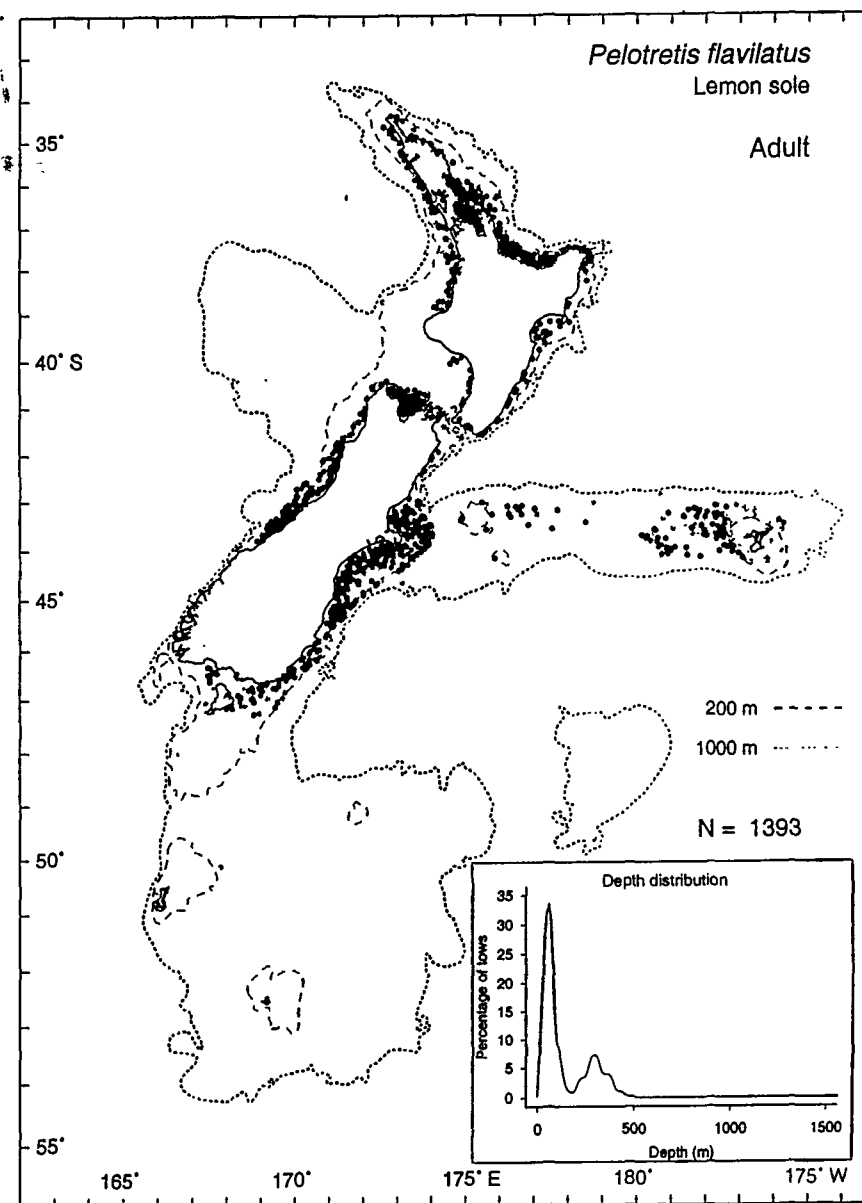 Pelotretis flavilatus
Lemon sole
Adult
35°
40° S
45°
50°
55°
200 m
1000 m
N = 1393
Depth distribution
Percentage of tows
35
30
25
20
15
10
5
0
0 500 1000 1500
Depth (m)
165° 170° 175° E 180° 175° W